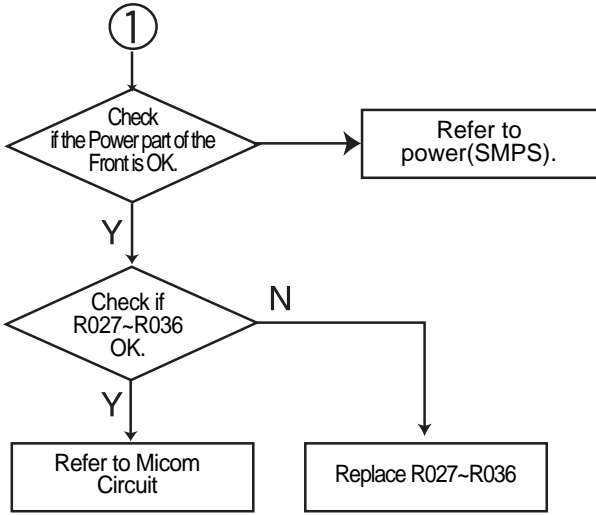 1
Check
if the Power part of the
Front is OK.
Refer to
power(SMPS).
Y
Check if
R027~R036
OK.
N
Y
Refer to Micom
Circuit
Replace R027~R036